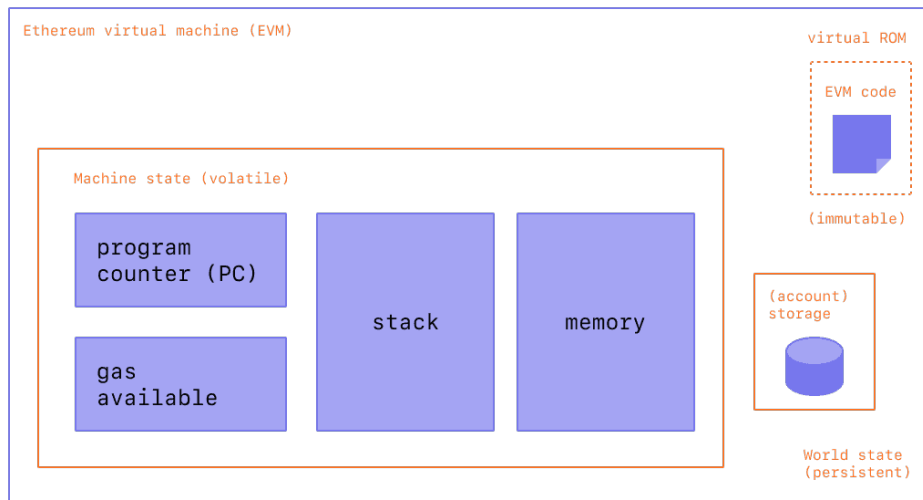 Ethereum virtual machine (EVM)
virtual ROM
EVM code
(immutable)
Machine state (volatile)
program
counter (PC)
gas
available
stack
memory
(account)
storage
World state
(persistent)